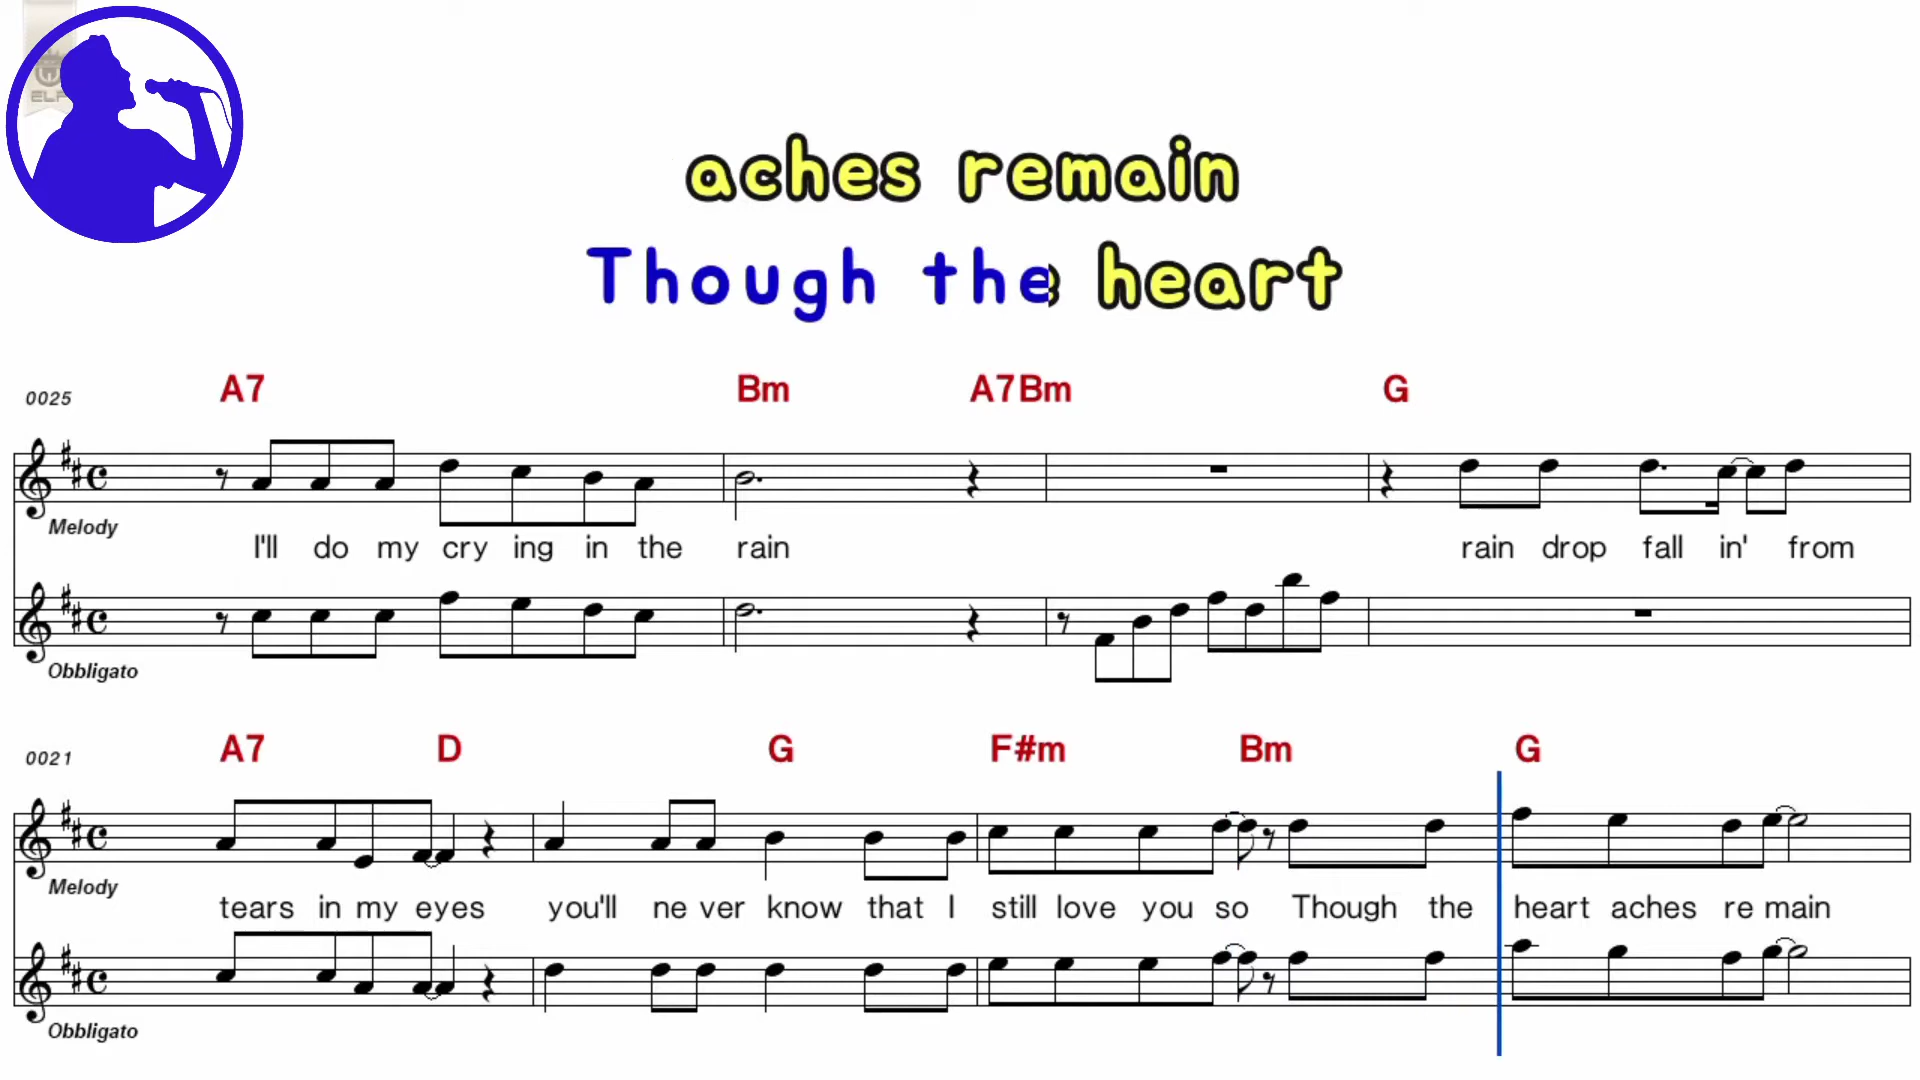 ELF
aches remain
Though the heart
0025 A7 Bm A7Bm G
Melody
I'll do my cry ing in the rain rain drop fall in' from
Obbligato
0021 A7 D G F#m Bm G
Melody
tears in my eyes you'll ne ver know that I still love you so Though the heart aches re main
Obbligato